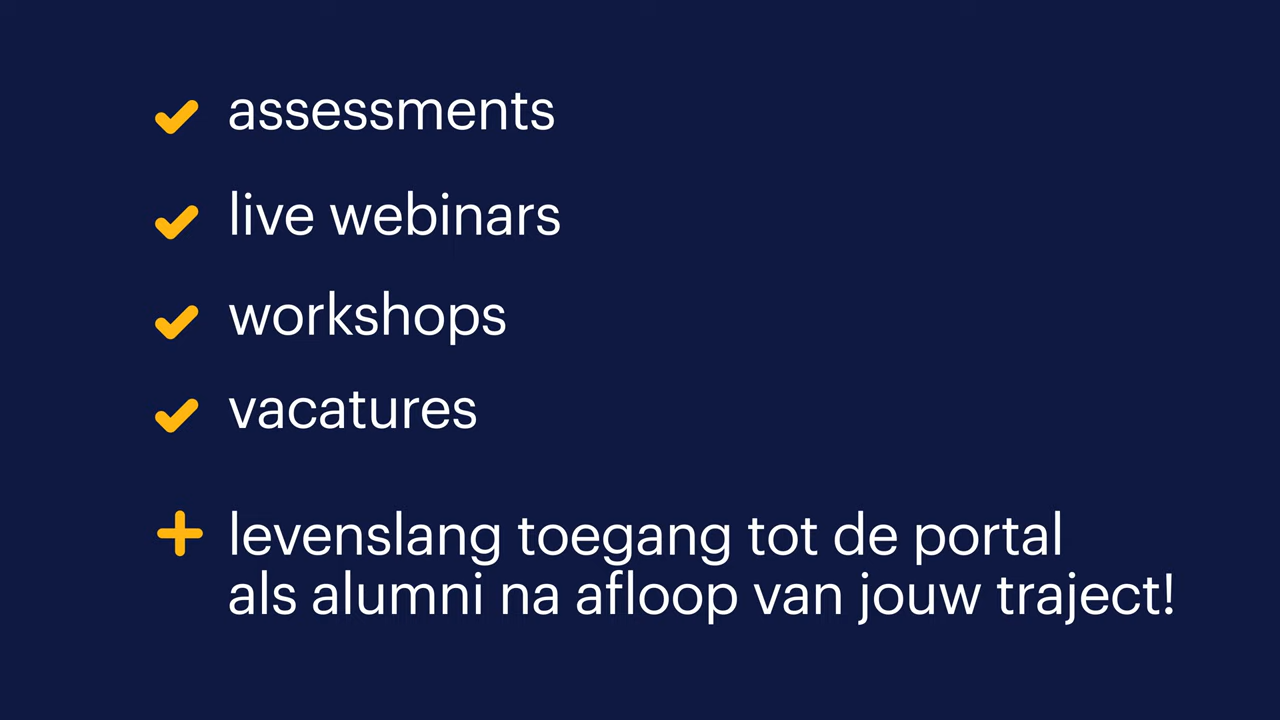 assessments
live webinars
workshops
vacatures
levenslang toegang tot de portal
als alumni na afloop van jouw traject!